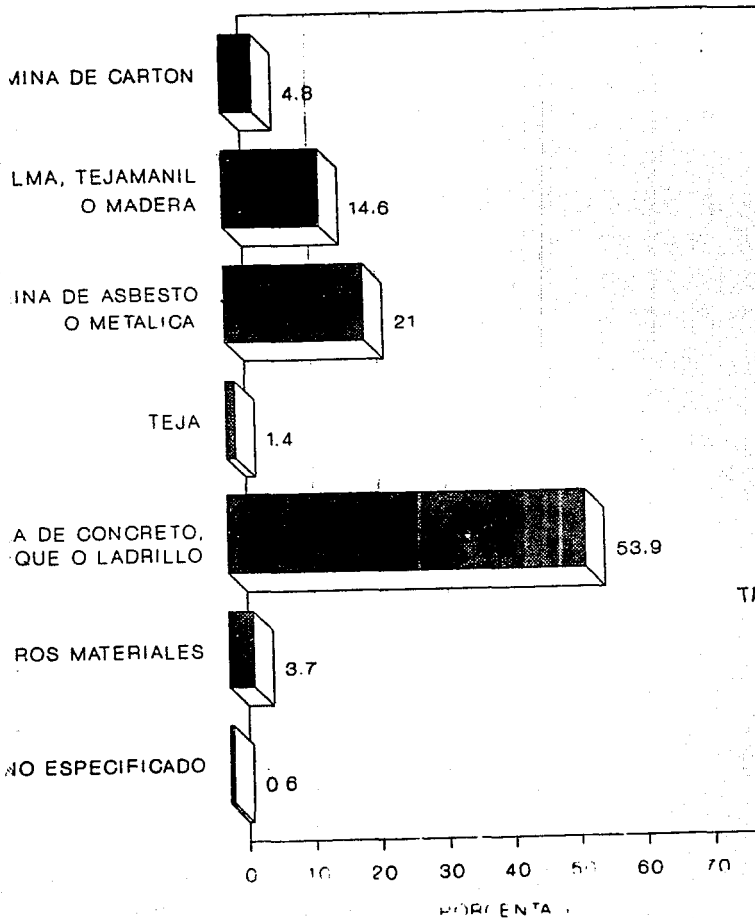 MINA DE CARTON
4.8
LMA, TEJAMANIL
O MADERA
14.6
INA DE ASBESTO
O METALICA
21
TEJA
1.4
A DE CONCRETO,
QUE O LADRILLO
53.9
ROS MATERIALES
3.7
NO ESPECIFICADO
0 6
0 10 20 30 40 50 60 70